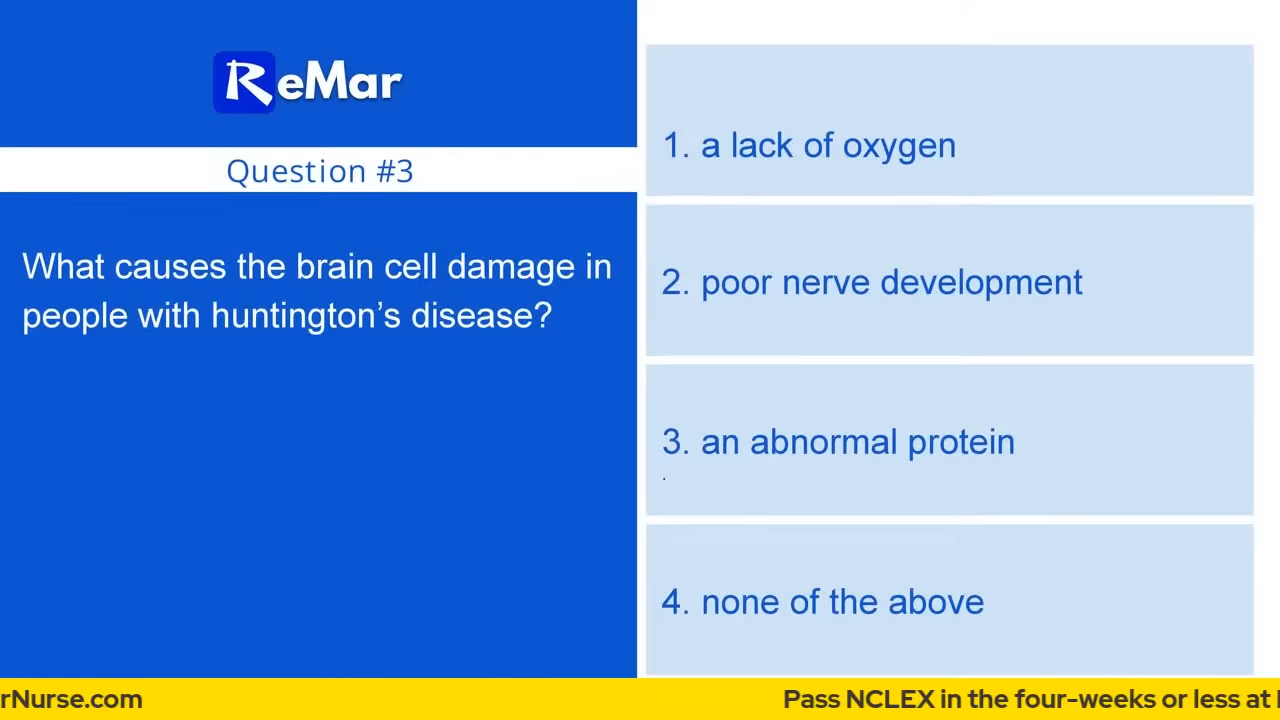 ReMar
Question #3
What causes the brain cell damage in
people with huntington’s disease?
1. a lack of oxygen
2. poor nerve development
3. an abnormal protein
.
4. none of the above
rNurse.com
Pass NCLEX in the four-weeks or less at